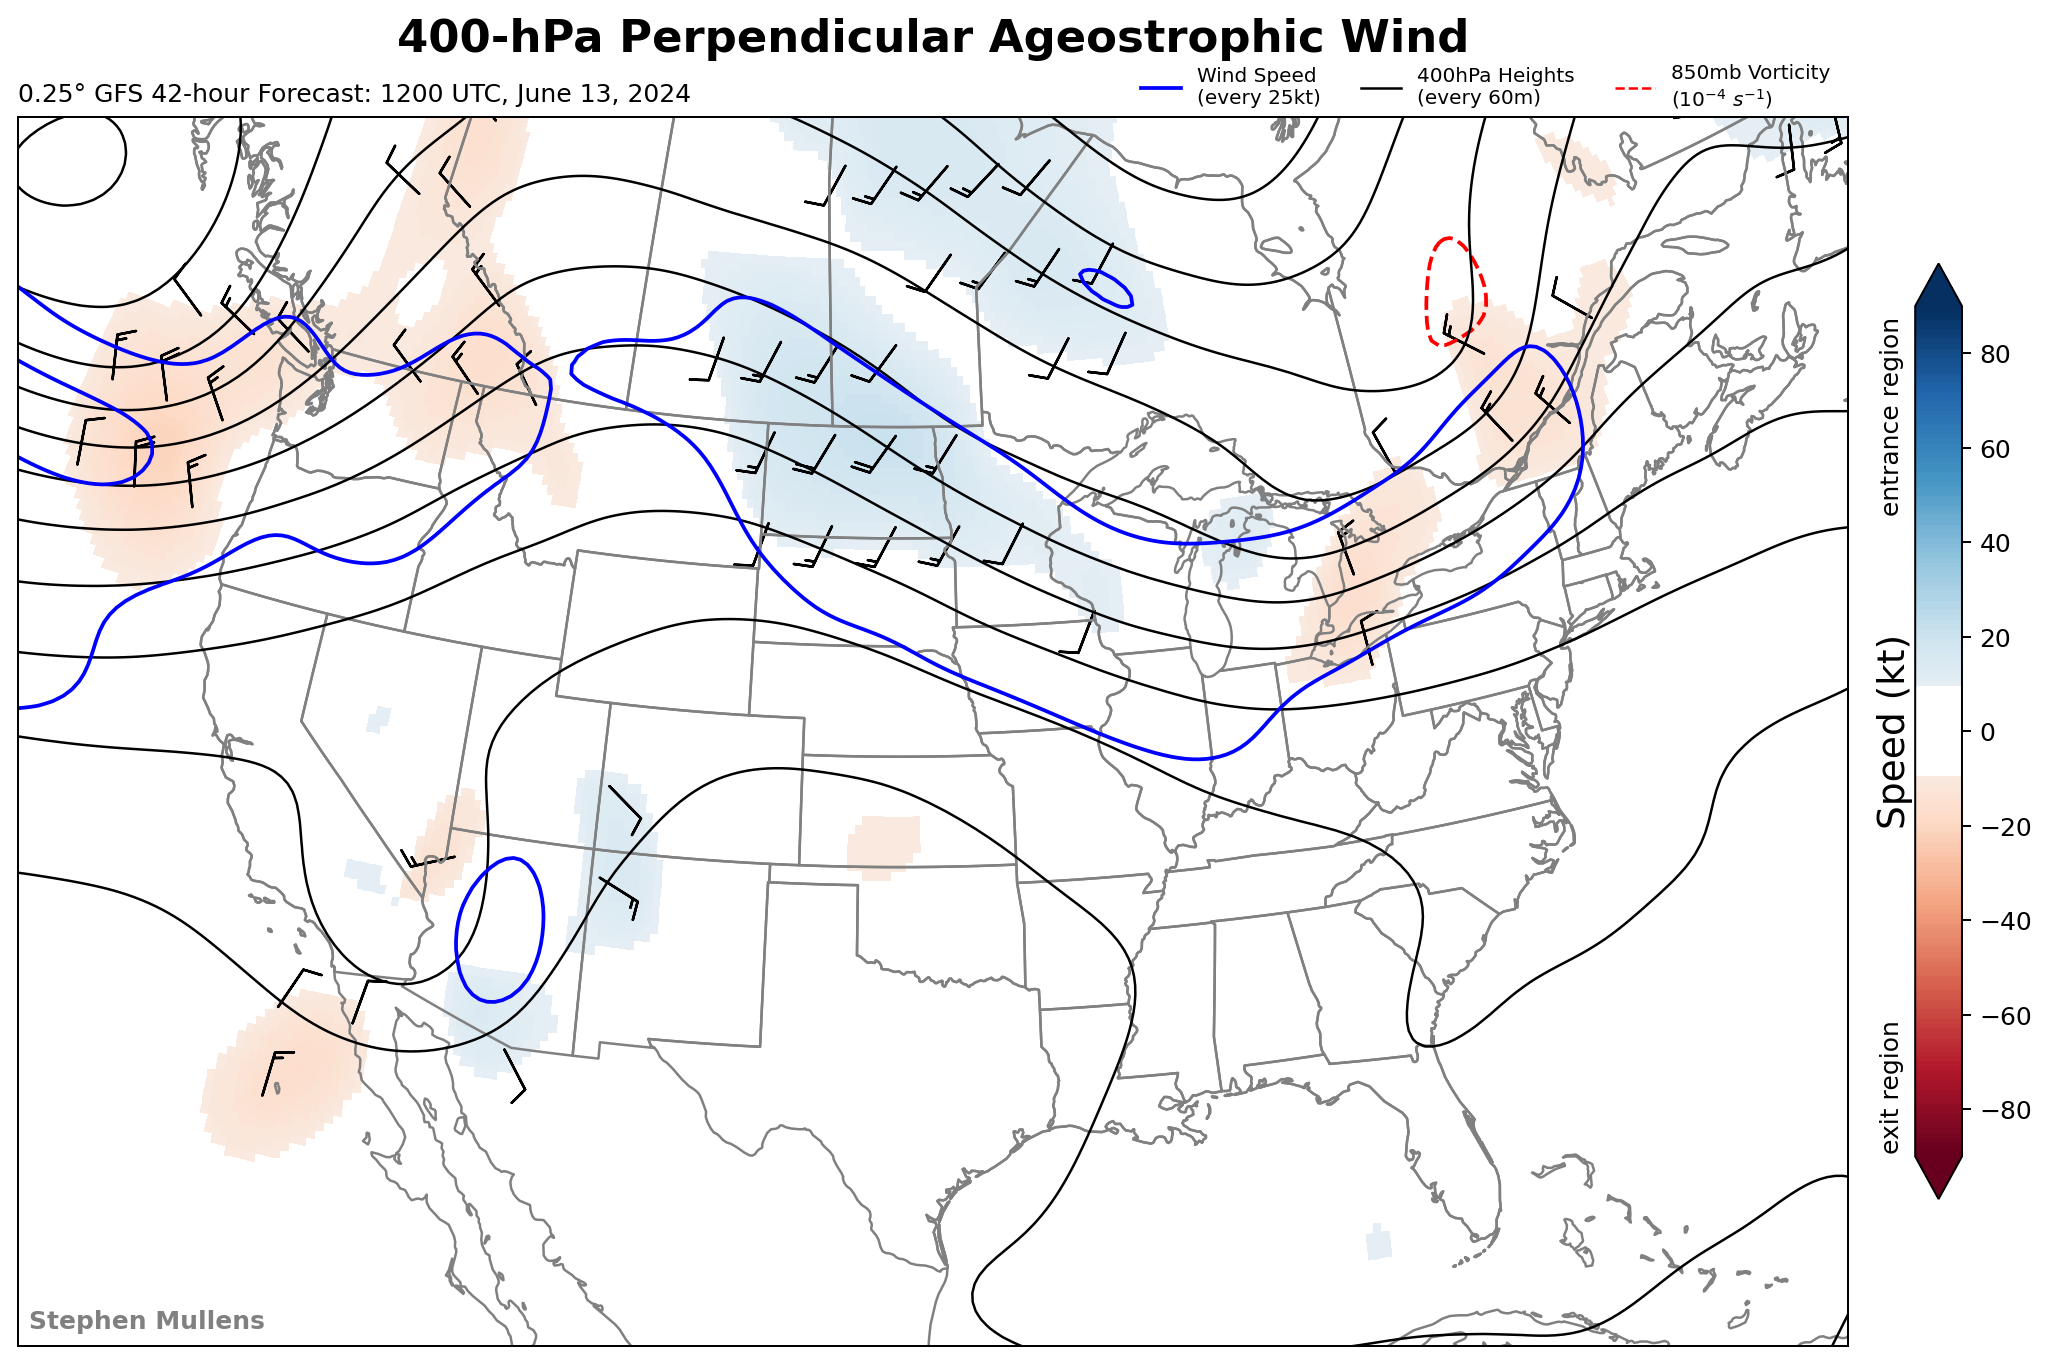 400-hPa Perpendicular Ageostrophic Wind
0.25° GFS 42-hour Forecast: 1200 UTC, June 13, 2024
Wind Speed
(every 25kt)
400hPa Heights
(every 60m)
850mb Vorticity
(10⁻⁴ s⁻¹)
entrance region
Speed (kt)
exit region
80
60
40
20
0
−20
−40
−60
−80
Stephen Mullens